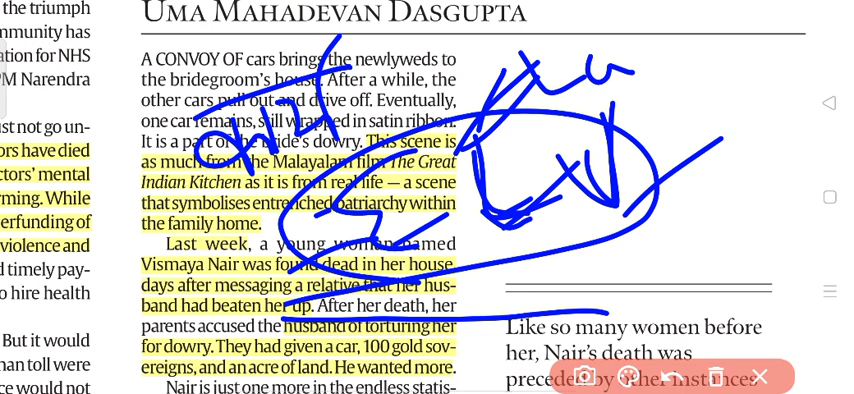 UMA MAHADEVAN DASGUPTA
the triumph
mmunity has
ation for NHS
PM Narendra
ust not go un-
ors have died
ctors' mental
rming. While
erfunding of
violence and
d timely pay-
o hire health
But it would
nan toll were
ce would not
A CONVOY OF cars brings the newlyweds to
the bridegroom's house. After a while, the
other cars pull out and drive off. Eventually,
one car remains, still wrapped in satin ribbon.
It is a part of the bride's dowry. This scene is
as much from the Malayalam film The Great
Indian Kitchen as it is from real life — a scene
that symbolises entrenched patriarchy within
the family home.
Last week, a young woman named
Vismaya Nair was found dead in her house
days after messaging a relative that her hus-
band had beaten her up. After her death, her
parents accused the husband of torturing her
for dowry. They had given a car, 100 gold sov-
ereigns, and an acre of land. He wanted more.
Nair is just one more in the endless statis-
Like so many women before
her, Nair's death was
preceded by other instances